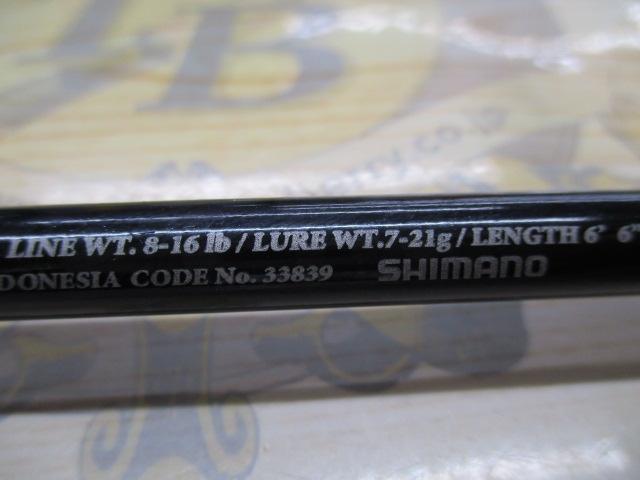 B
LINE WT. 8-16 lb / LURE WT.7-21g / LENGTH 6' 6"
DONESIA CODE No. 33839 SHIMANO